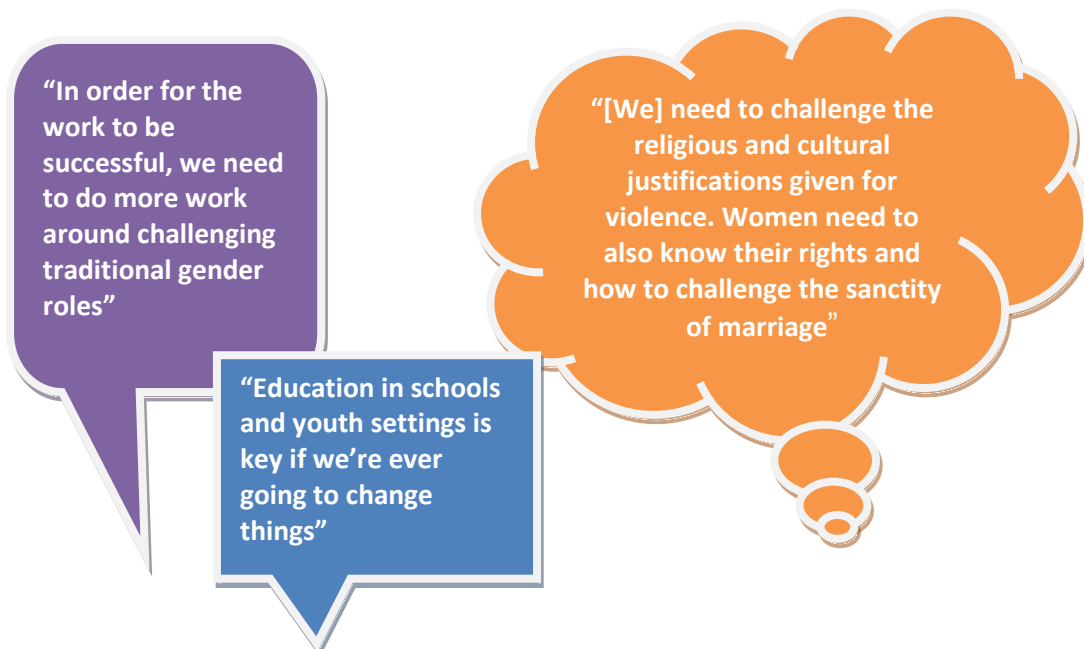 “In order for the
work to be
successful, we need
to do more work
around challenging
traditional gender
roles”
“[We] need to challenge the
religious and cultural
justifications given for
violence. Women need to
also know their rights and
how to challenge the sanctity
of marriage”
“Education in schools
and youth settings is
key if we’re ever
going to change
things”